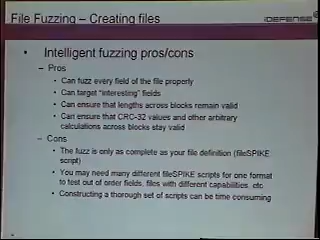 File Fuzzing – Creating files
iDEFENSE
• Intelligent fuzzing pros/cons
– Pros
• Can fuzz every field of the file properly
• Can target "interesting" fields
• Can ensure that lengths across blocks remain valid
• Can ensure that CRC-32 values and other arbitrary
calculations across blocks stay valid
– Cons
• The fuzz is only as complete as your file definition (fileSPIKE
script)
• You may need many different fileSPIKE scripts for one format
to test out of order fields, files with different capabilities, etc
• Constructing a thorough set of scripts can be time consuming